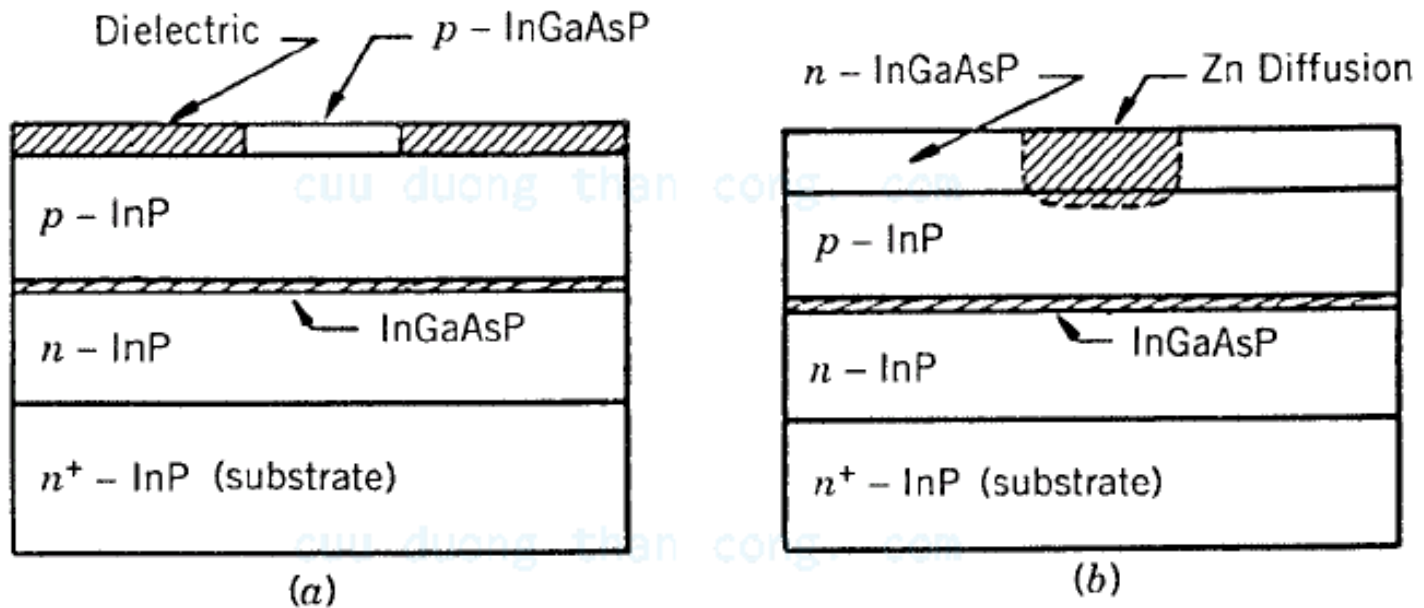 Dielectric
p – InGaAsP
p – InP
InGaAsP
n – InP
n⁺ – InP (substrate)
(a)
n – InGaAsP
Zn Diffusion
p – InP
InGaAsP
n – InP
n⁺ – InP (substrate)
(b)
cuu duong than cong. com
cuu duong than cong. com